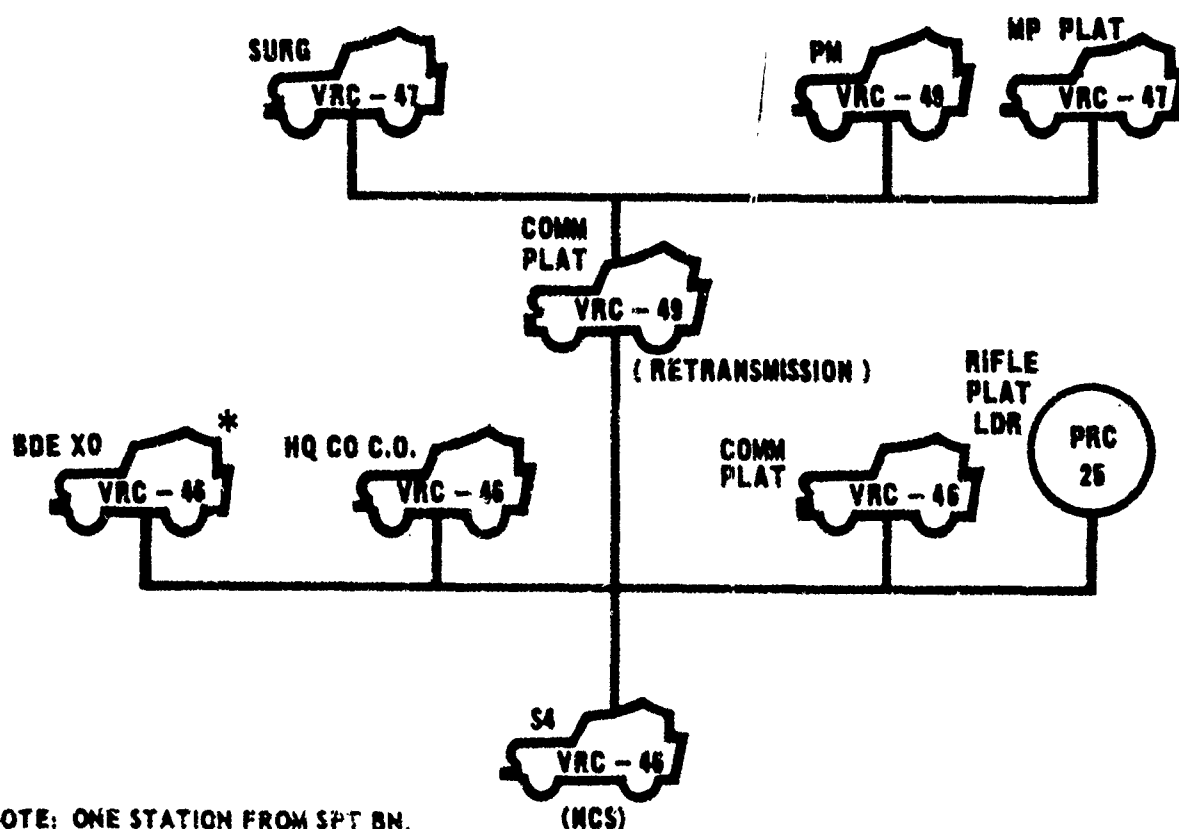 SURG
VRC - 47
PM
VRC - 49
MP PLAT
VRC - 47
COMM
PLAT
VRC - 49
( RETRANSMISSION )
BDE XO
*
VRC - 46
HQ CO C.O.
VRC - 46
COMM
PLAT
VRC - 46
RIFLE
PLAT
LDR
PRC
25
S4
VRC - 46
(NCS)
OTE: ONE STATION FROM SPT BN.